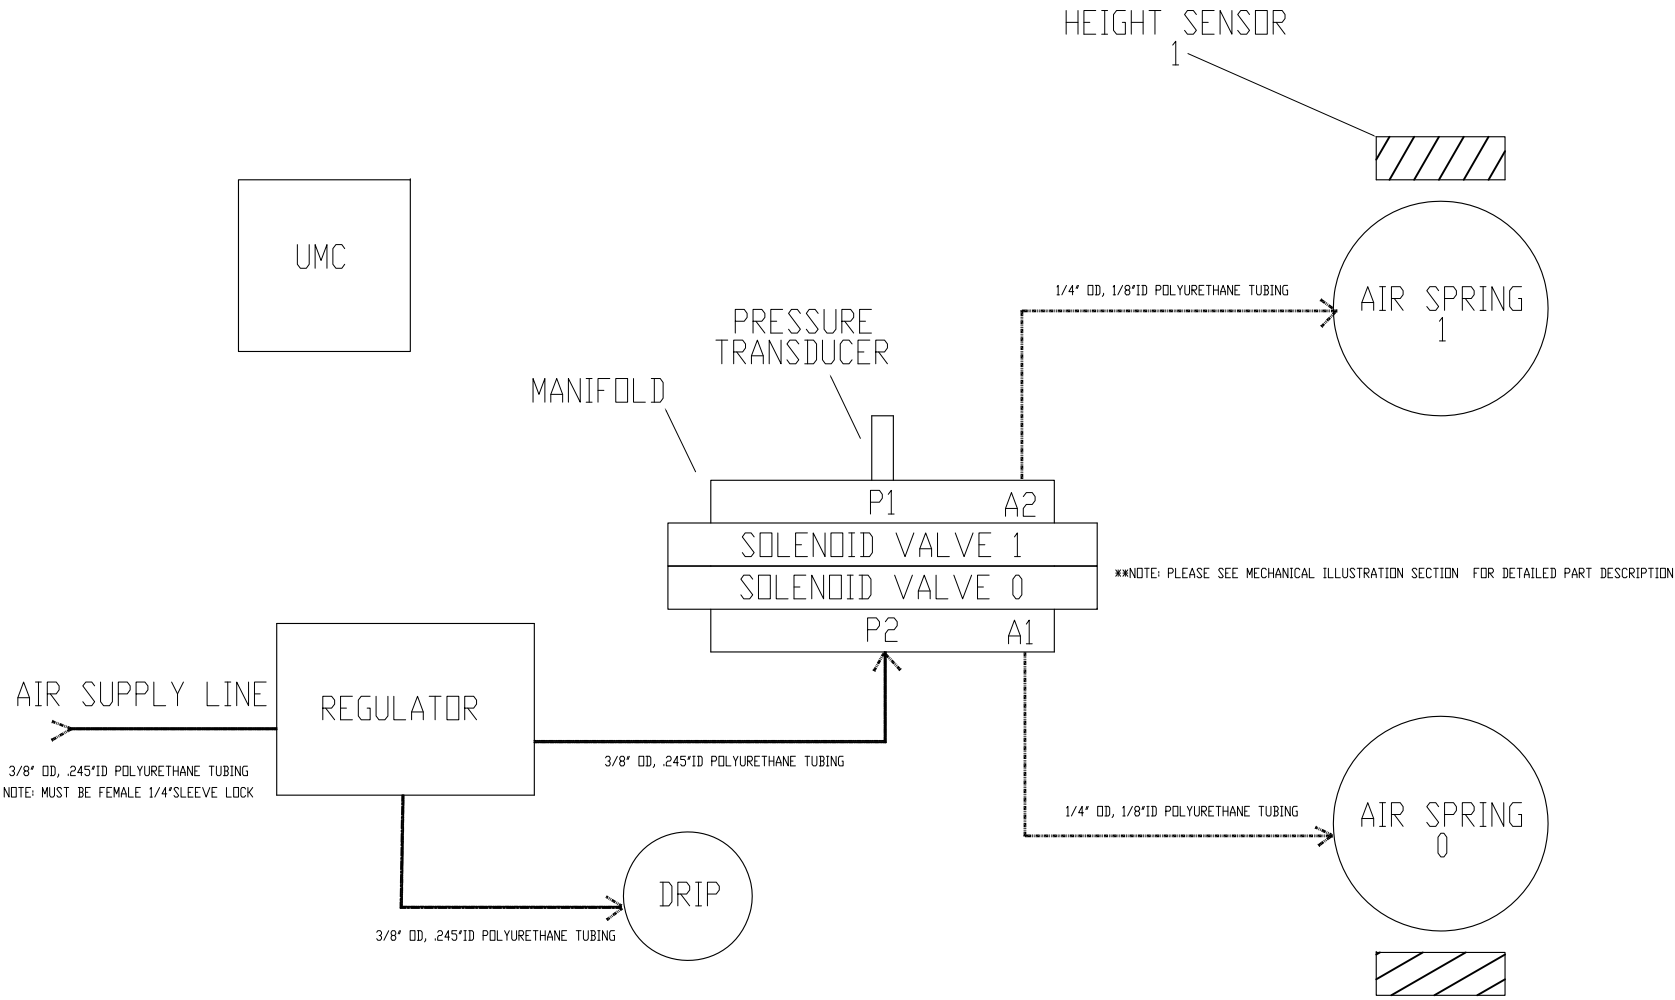 HEIGHT SENSOR
1
UMC
AIR SPRING
1
1/4" OD, 1/8"ID POLYURETHANE TUBING
PRESSURE
TRANSDUCER
MANIFOLD
P1
A2
SOLENOID VALVE 1
SOLENOID VALVE 0
**NOTE: PLEASE SEE MECHANICAL ILLUSTRATION SECTION FOR DETAILED PART DESCRIPTION
P2
A1
AIR SUPPLY LINE
REGULATOR
3/8" OD, .245"ID POLYURETHANE TUBING
NOTE: MUST BE FEMALE 1/4"SLEEVE LOCK
3/8" OD, .245"ID POLYURETHANE TUBING
1/4" OD, 1/8"ID POLYURETHANE TUBING
AIR SPRING
0
DRIP
3/8" OD, .245"ID POLYURETHANE TUBING